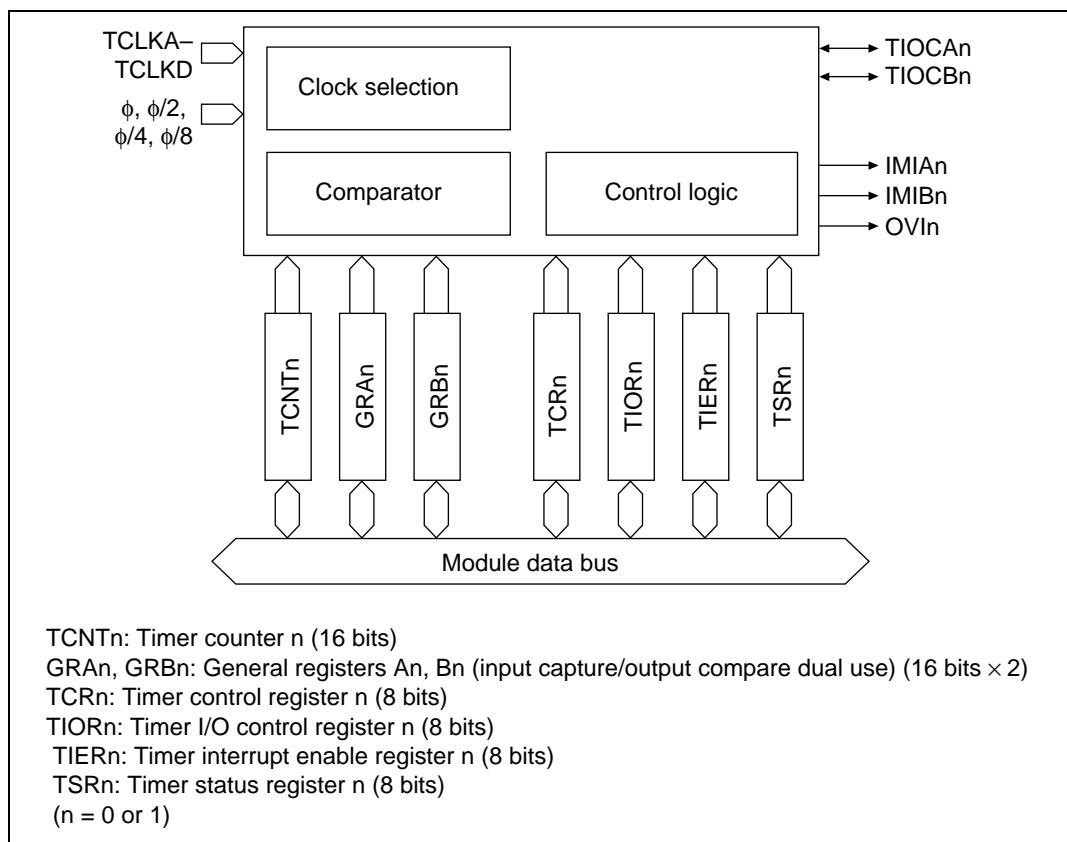 TCLKA–
TCLKD
ϕ, ϕ/2,
ϕ/4, ϕ/8
Clock selection
Comparator
Control logic
TIOCAn
TIOCBn
IMIAn
IMIBn
OVIn
TCNTn
GRAn
GRBn
TCRn
TIORn
TIERn
TSRn
Module data bus
TCNTn: Timer counter n (16 bits)
GRAn, GRBn: General registers An, Bn (input capture/output compare dual use) (16 bits × 2)
TCRn: Timer control register n (8 bits)
TIORn: Timer I/O control register n (8 bits)
TIERn: Timer interrupt enable register n (8 bits)
TSRn: Timer status register n (8 bits)
(n = 0 or 1)